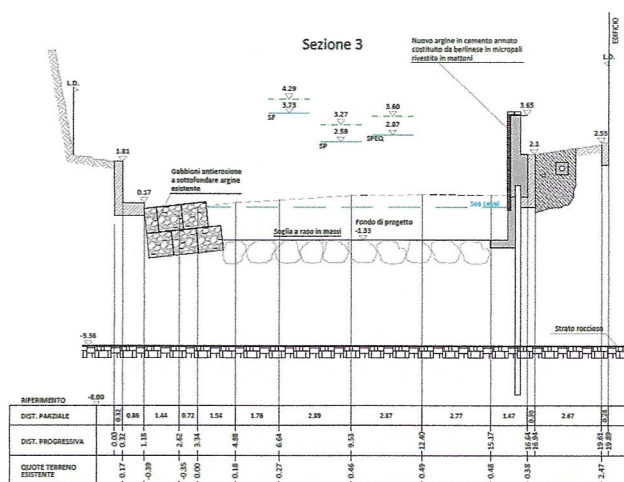 Sezione 3
Nuovo argine in cemento armato
costituito da berlinese in micropali
rivestita in mattoni
EDIFICIO
L.D.
L.D.
4.29
3.73
SF
3.27
2.59
SP
3.60
2.87
SPEQ
3.65
2.1
2.55
1.81
0.17
Gabbioni antierosione
a sottofondare argine
esistente
Sea Level
Soglia a raso in massi
Fondo di progetto
-1.33
-5.56
Strato roccioso
RIFERIMENTO
-8.00
DIST. PARZIALE
0.32 0.86 1.44 0.72 1.54 1.76 2.89 2.87 2.77 1.47 0.30 2.67 0.28
DIST. PROGRESSIVA
0.00 0.32 1.18 2.62 3.34 4.88 6.64 9.53 12.40 15.17 16.64 16.94 19.61 19.89
QUOTE TERRENO
ESISTENTE
0.17 -0.39 -0.35 0.00 0.18 0.27 0.46 0.49 0.48 0.38 2.47